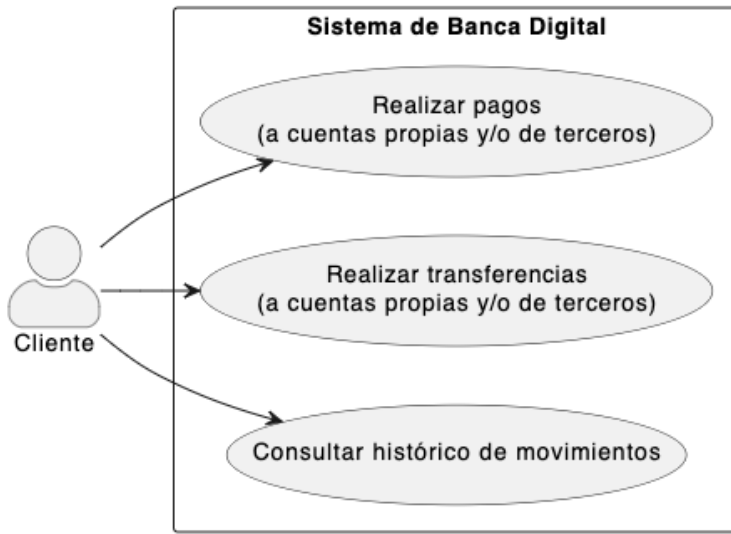 Sistema de Banca Digital
Realizar pagos
(a cuentas propias y/o de terceros)
Realizar transferencias
(a cuentas propias y/o de terceros)
Cliente
Consultar histórico de movimientos